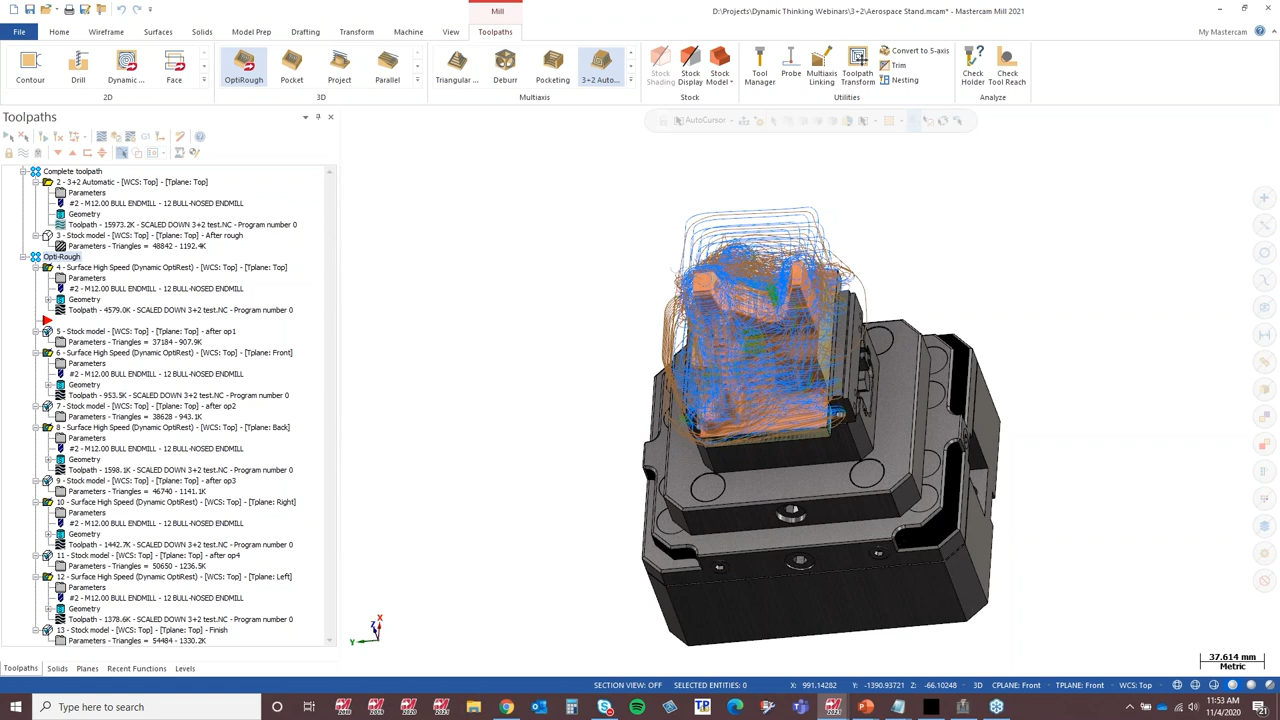 Mill
D:\Projects\Dynamic Thinking Webinars\3+2\Aerospace Stand.mcam* - Mastercam Mill 2021
File Home Wireframe Surfaces Solids Model Prep Drafting Transform Machine View Toolpaths My Mastercam
Contour Drill Dynamic ... Face OptiRough Pocket Project Parallel Triangular ... Deburr Pocketing 3+2 Auto...
Stock Shading Stock Display Stock Model Tool Manager Probe Multiaxis Linking Toolpath Transform Convert to 5-axis Trim Nesting Check Holder Check Tool Reach
2D 3D Multiaxis Stock Utilities Analyze
Toolpaths
AutoCursor
G1
Complete toolpath
2 - 3+2 Automatic - [WCS: Top] - [Tplane: Top]
Parameters
#2 - M12.00 BULL ENDMILL - 12 BULL-NOSED ENDMILL
Geometry
Toolpath - 15973.2K - SCALED DOWN 3+2 test.NC - Program number 0
Stock model - [WCS: Top] - [Tplane: Top] - After rough
Parameters - Triangles = 48842 - 1192.4K
Opti-Rough
4 - Surface High Speed (Dynamic OptiRest) - [WCS: Top] - [Tplane: Top]
Parameters
#2 - M12.00 BULL ENDMILL - 12 BULL-NOSED ENDMILL
Geometry
Toolpath - 4579.0K - SCALED DOWN 3+2 test.NC - Program number 0
5 - Stock model - [WCS: Top] - [Tplane: Top] - after op1
Parameters - Triangles = 37184 - 907.9K
6 - Surface High Speed (Dynamic OptiRest) - [WCS: Top] - [Tplane: Front]
Parameters
#2 - M12.00 BULL ENDMILL - 12 BULL-NOSED ENDMILL
Geometry
Toolpath - 953.5K - SCALED DOWN 3+2 test.NC - Program number 0
7 - Stock model - [WCS: Top] - [Tplane: Top] - after op2
Parameters - Triangles = 38628 - 943.1K
8 - Surface High Speed (Dynamic OptiRest) - [WCS: Top] - [Tplane: Back]
Parameters
#2 - M12.00 BULL ENDMILL - 12 BULL-NOSED ENDMILL
Geometry
Toolpath - 1598.1K - SCALED DOWN 3+2 test.NC - Program number 0
9 - Stock model - [WCS: Top] - [Tplane: Top] - after op3
Parameters - Triangles = 46740 - 1141.1K
10 - Surface High Speed (Dynamic OptiRest) - [WCS: Top] - [Tplane: Right]
Parameters
#2 - M12.00 BULL ENDMILL - 12 BULL-NOSED ENDMILL
Geometry
Toolpath - 1442.7K - SCALED DOWN 3+2 test.NC - Program number 0
11 - Stock model - [WCS: Top] - [Tplane: Top] - after op4
Parameters - Triangles = 50650 - 1236.5K
12 - Surface High Speed (Dynamic OptiRest) - [WCS: Top] - [Tplane: Left]
Parameters
#2 - M12.00 BULL ENDMILL - 12 BULL-NOSED ENDMILL
Geometry
Toolpath - 1378.6K - SCALED DOWN 3+2 test.NC - Program number 0
13 - Stock model - [WCS: Top] - [Tplane: Top] - Finish
Parameters - Triangles = 54484 - 1330.2K
X
Z
Y
37.614 mm
Metric
Toolpaths Solids Planes Recent Functions Levels
SECTION VIEW: OFF SELECTED ENTITIES: 0 X: 991.14282 Y: -1390.93721 Z: -66.10248 3D CPLANE: Front TPLANE: Front WCS: Top
Type here to search
2018 2019 2020 2021 TP 2021
11:53 AM
11/4/2020